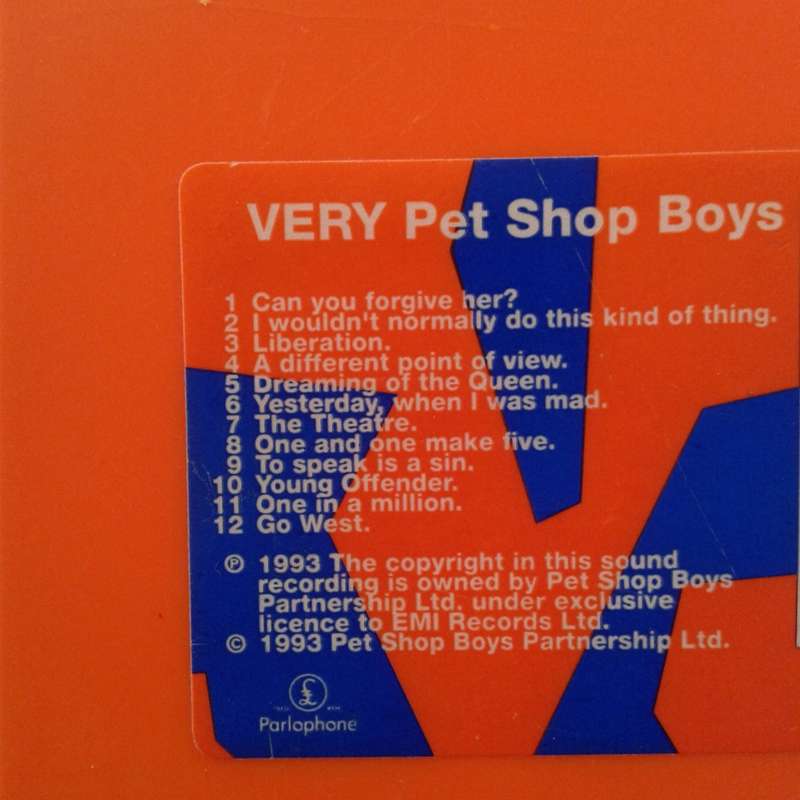 VERY Pet Shop Boys
1 Can you forgive her?
2 I wouldn't normally do this kind of thing.
3 Liberation.
4 A different point of view.
5 Dreaming of the Queen.
6 Yesterday, when I was mad.
7 The Theatre.
8 One and one make five.
9 To speak is a sin.
10 Young Offender.
11 One in a million.
12 Go West.
℗ 1993 The copyright in this sound
recording is owned by Pet Shop Boys
Partnership Ltd. under exclusive
licence to EMI Records Ltd.
© 1993 Pet Shop Boys Partnership Ltd.
£
Parlophone